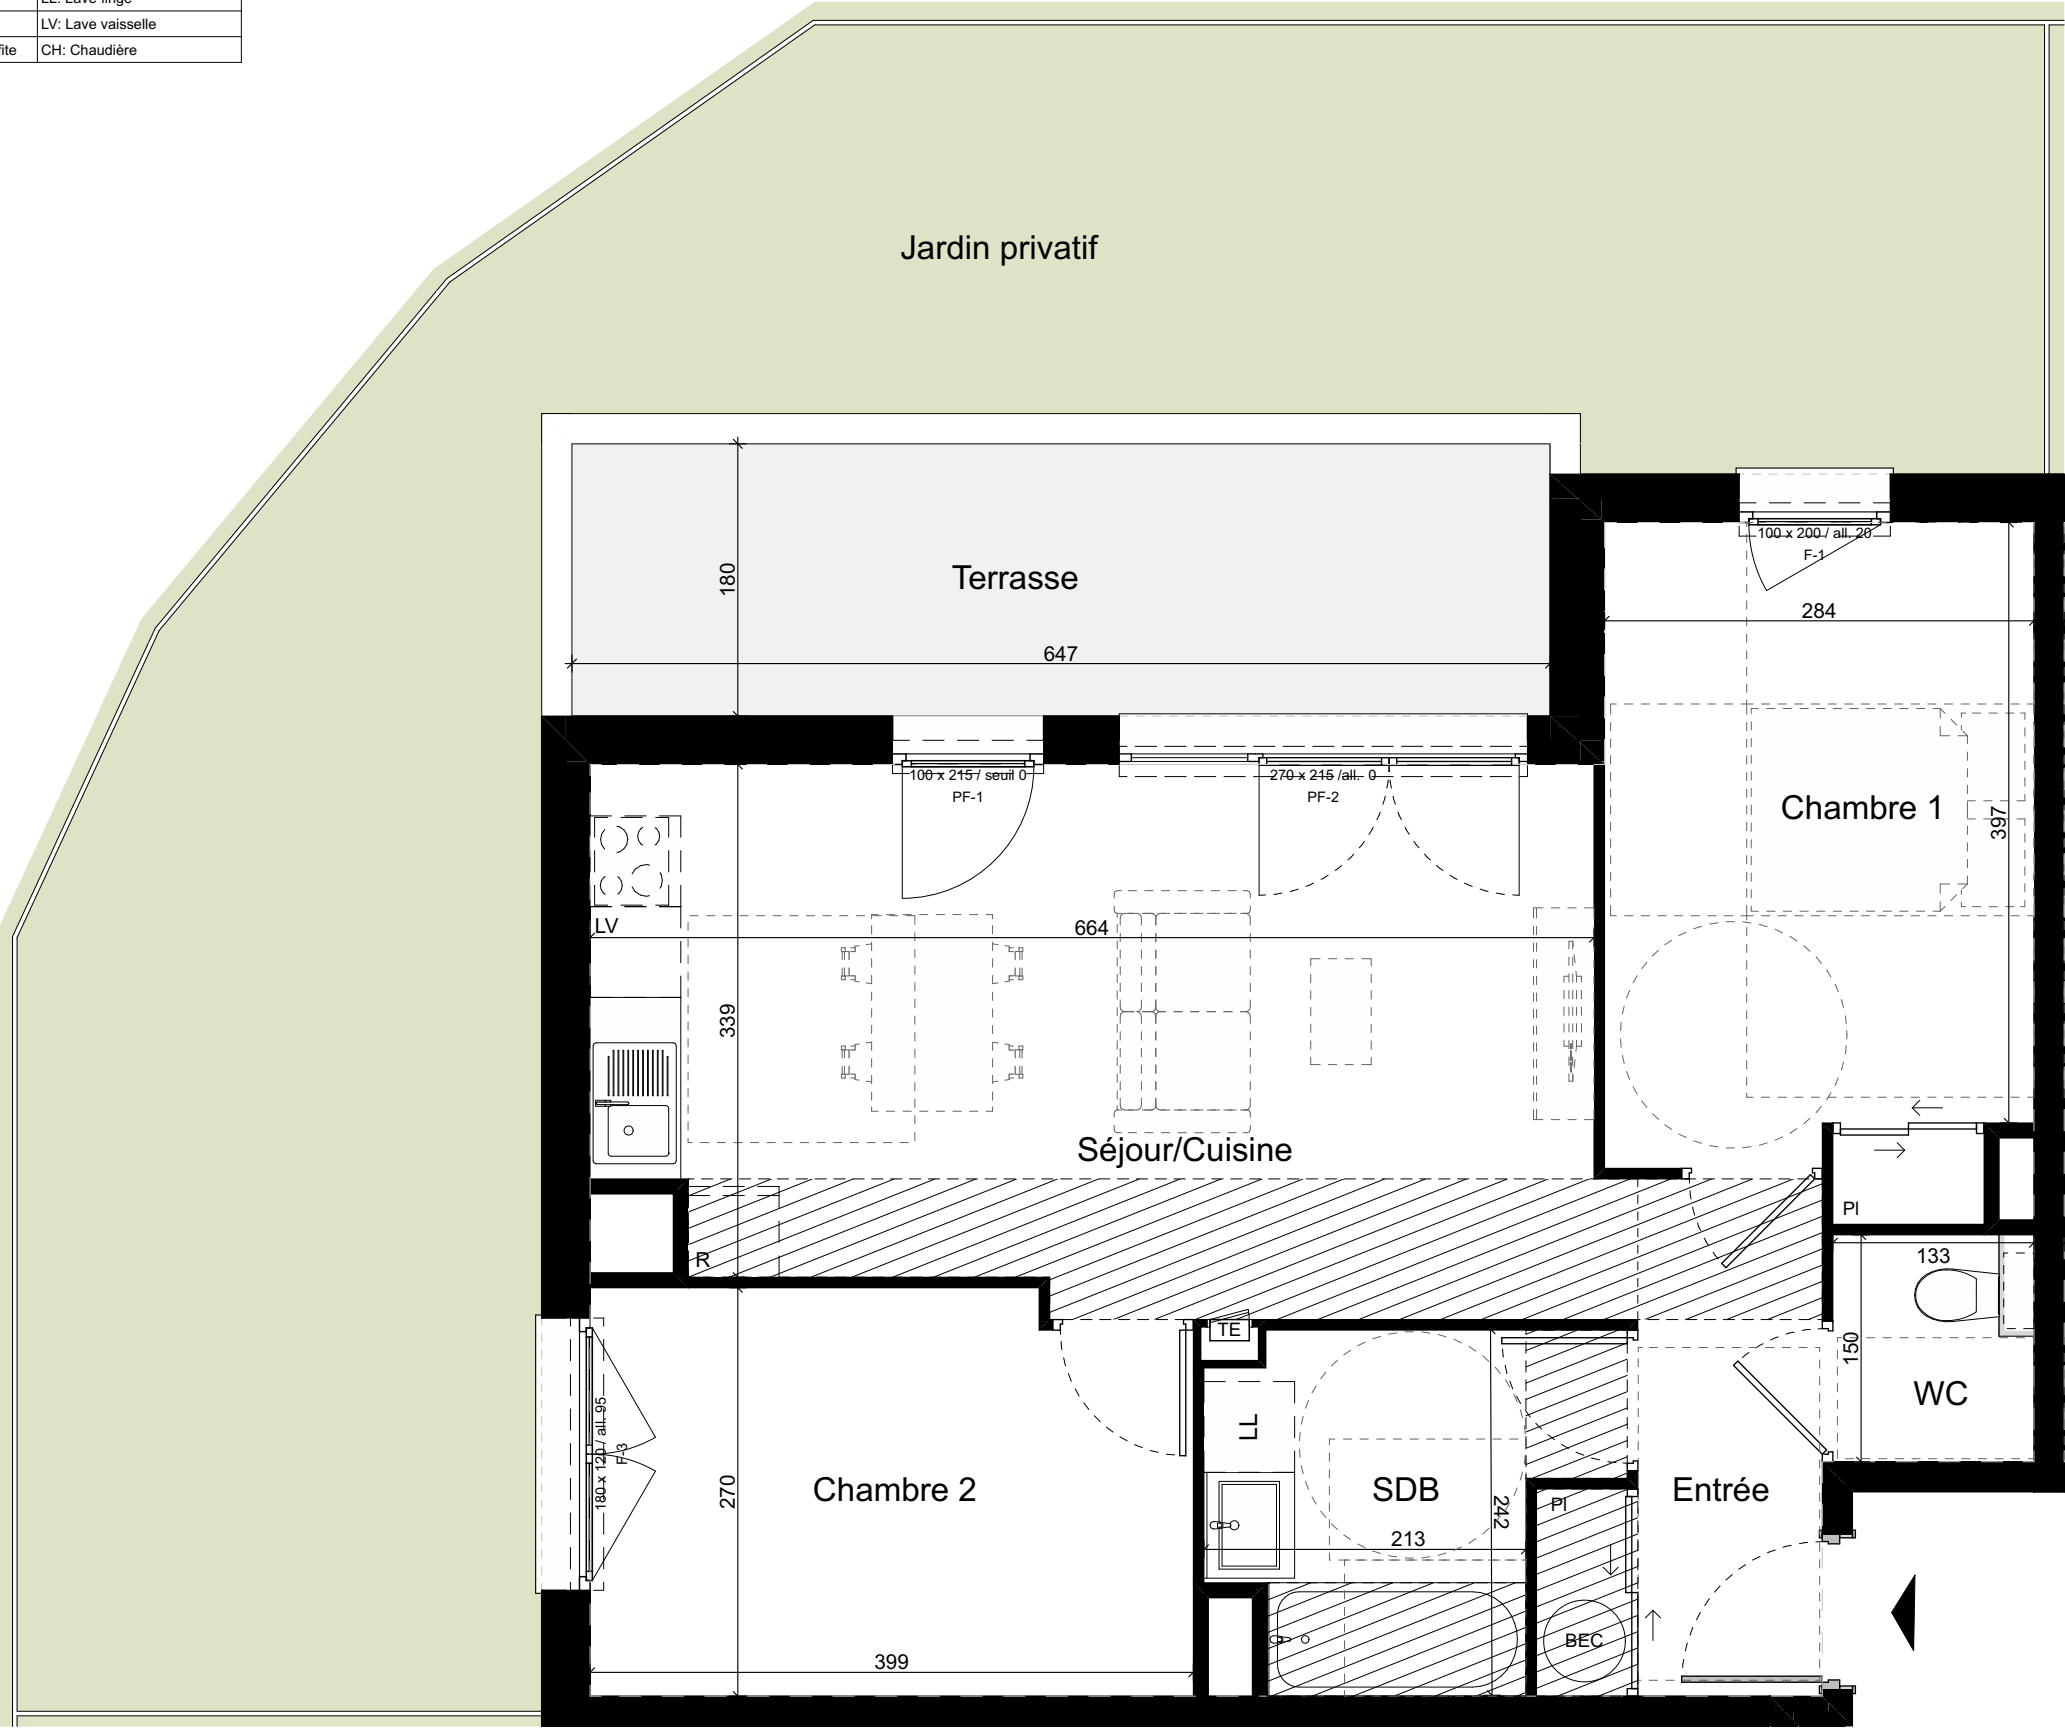 LL: Lave linge
LV: Lave vaisselle
CH: Chaudière
Jardin privatif
Terrasse
180
647
100 x 200 / all. 20
F-1
284
100 x 215 / seuil 0
PF-1
270 x 215 /all. 0
PF-2
Chambre 1
397
LV
664
339
Séjour/Cuisine
R
Pl
133
150
WC
TE
LL
180 x 120 / all. 95
F-3
270
Chambre 2
SDB
242
213
Pl
Entrée
BEC
399